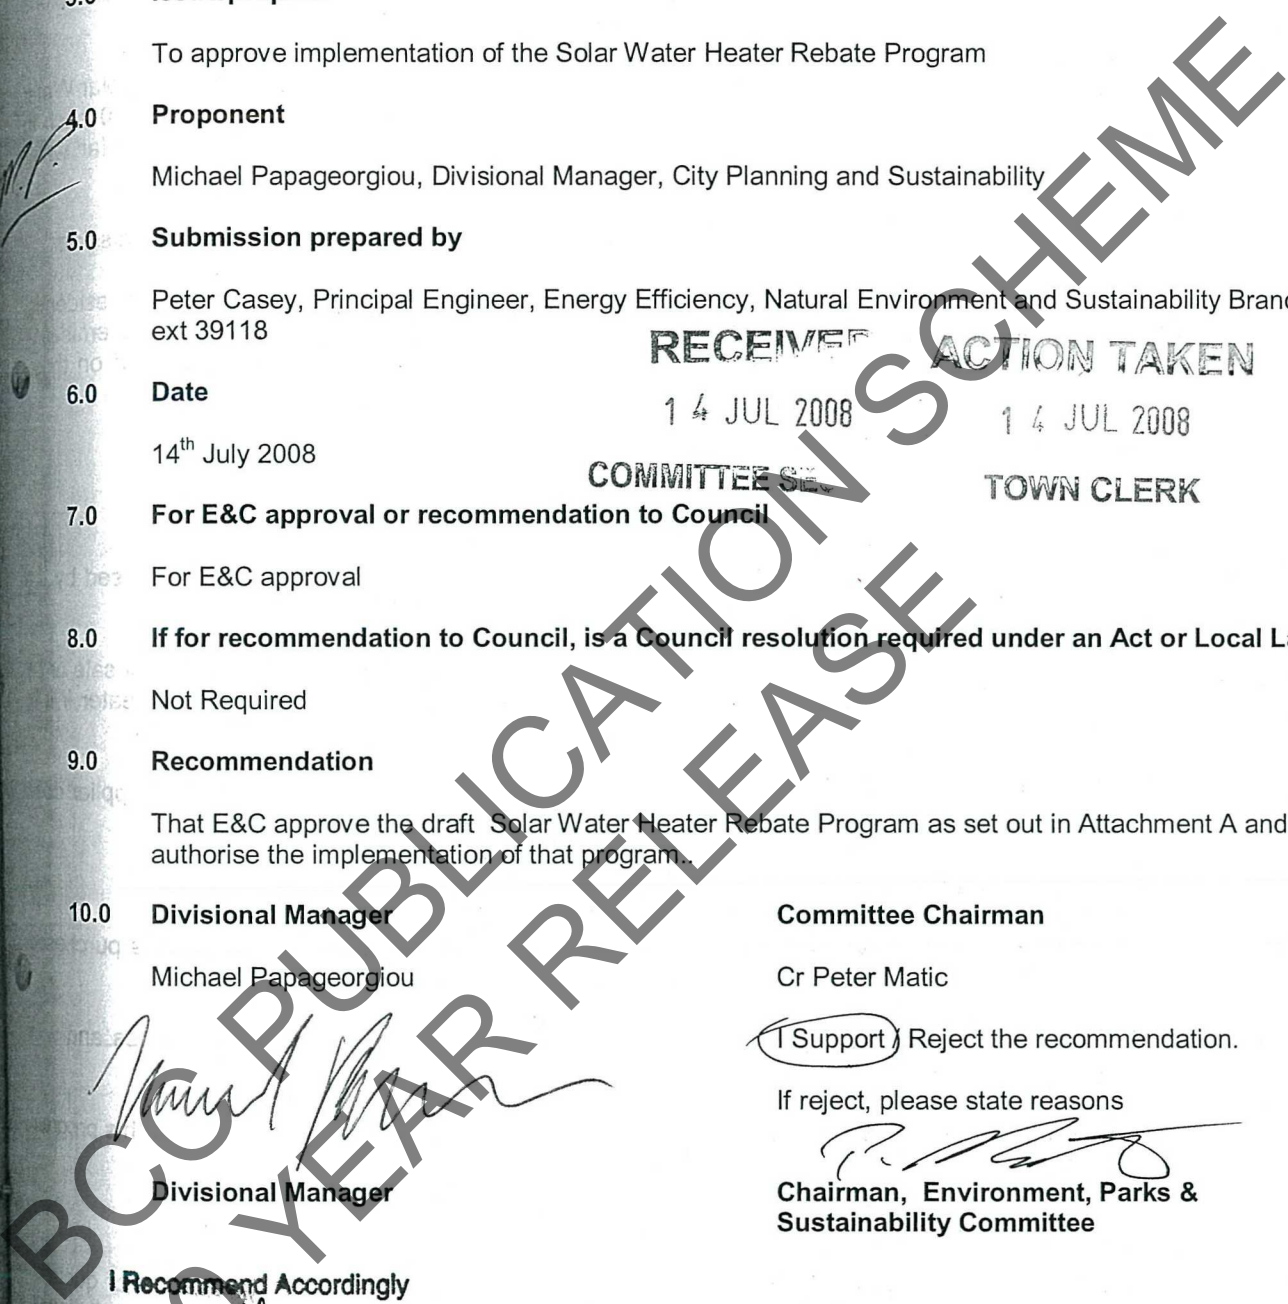 3.0
To approve implementation of the Solar Water Heater Rebate Program
4.0 Proponent
Michael Papageorgiou, Divisional Manager, City Planning and Sustainability
5.0 Submission prepared by
Peter Casey, Principal Engineer, Energy Efficiency, Natural Environment and Sustainability
ext 39118
RECEIVED ACTION TAKEN
6.0 Date
14 JUL 2008 14 JUL 2008
14th July 2008
COMMITTEE TOWN CLERK
7.0 For E&C approval or recommendation to Council
For E&C approval
8.0 If for recommendation to Council, is a Council resolution required under an Act or Local
Not Required
9.0 Recommendation
That E&C approve the draft Solar Water Heater Rebate Program as set out in Attachment A and
authorise the implementation of that program..
10.0 Divisional Manager Committee Chairman
Michael Papageorgiou Cr Peter Matic
I Support / Reject the recommendation.
If reject, please state reasons
Divisional Manager Chairman, Environment, Parks &
Sustainability Committee
I Recommend Accordingly
BCC PUBLICATION SCHEME
YEAR RELEASE